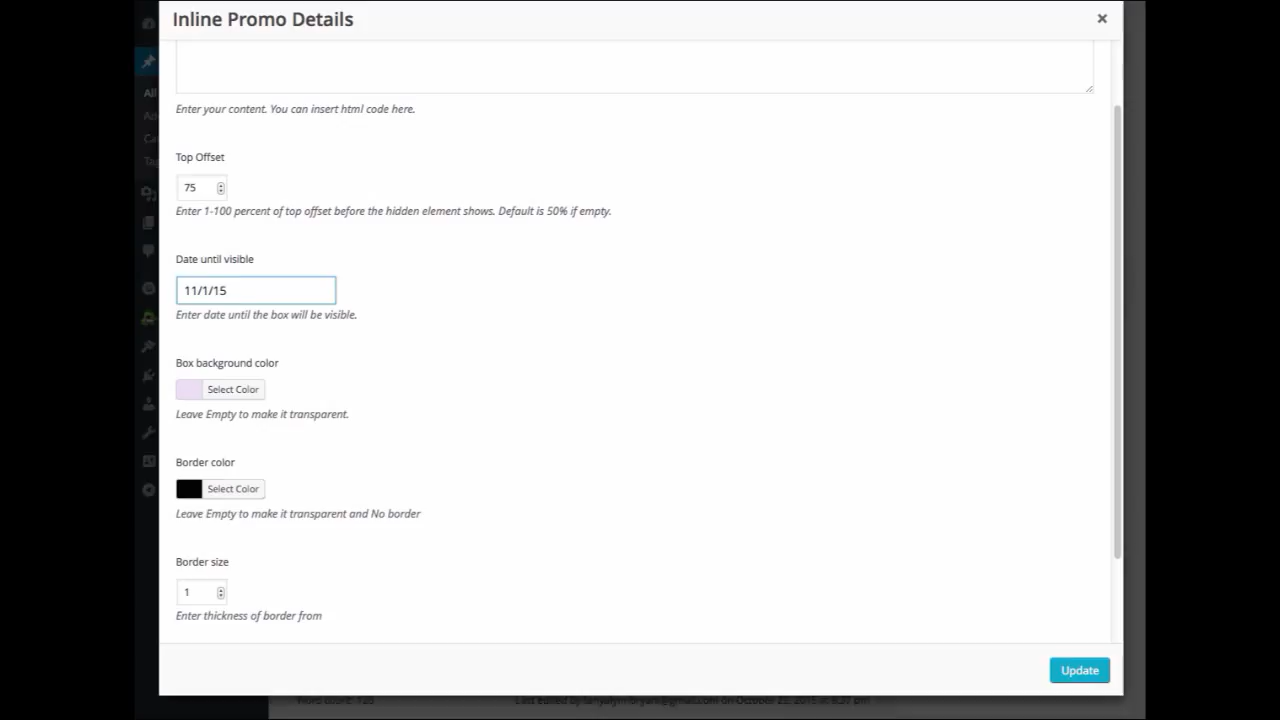 Inline Promo Details
×
Enter your content. You can insert html code here.
Top Offset
75
Enter 1-100 percent of top offset before the hidden element shows. Default is 50% if empty.
Date until visible
11/1/15
Enter date until the box will be visible.
Box background color
Select Color
Leave Empty to make it transparent.
Border color
Select Color
Leave Empty to make it transparent and No border
Border size
1
Enter thickness of border from
Update
All